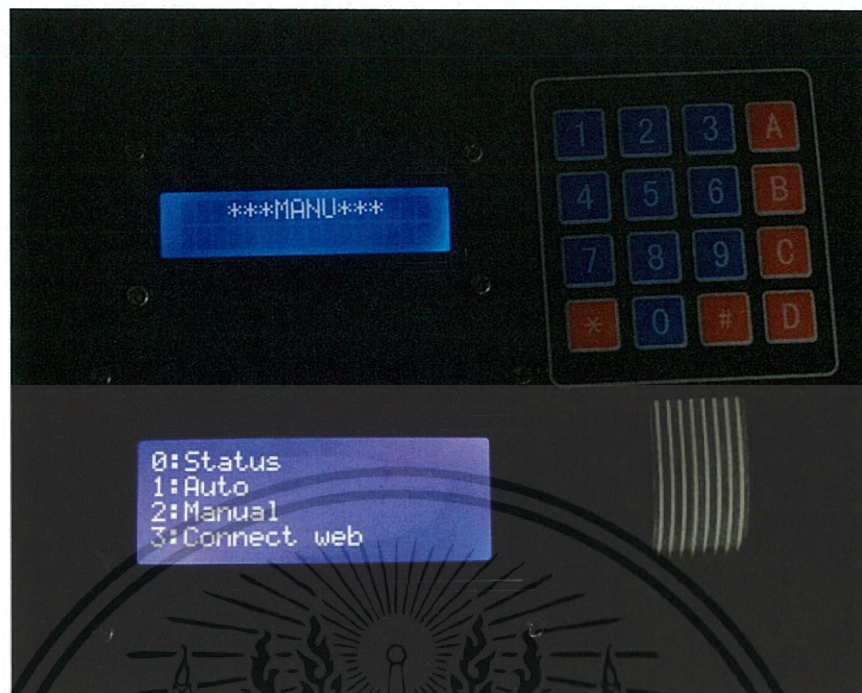 ***MANU***
1 2 3 A
4 5 6 B
7 8 9 C
* 0 # D
0:Status
1:Auto
2:Manual
3:Connect web